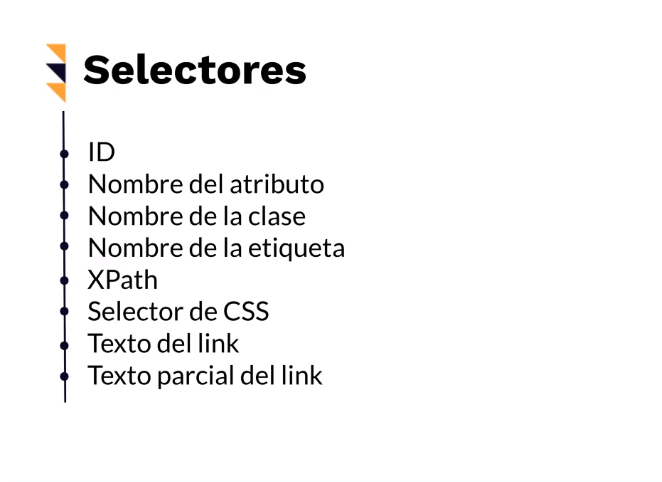 Selectores
ID
Nombre del atributo
Nombre de la clase
Nombre de la etiqueta
XPath
Selector de CSS
Texto del link
Texto parcial del link